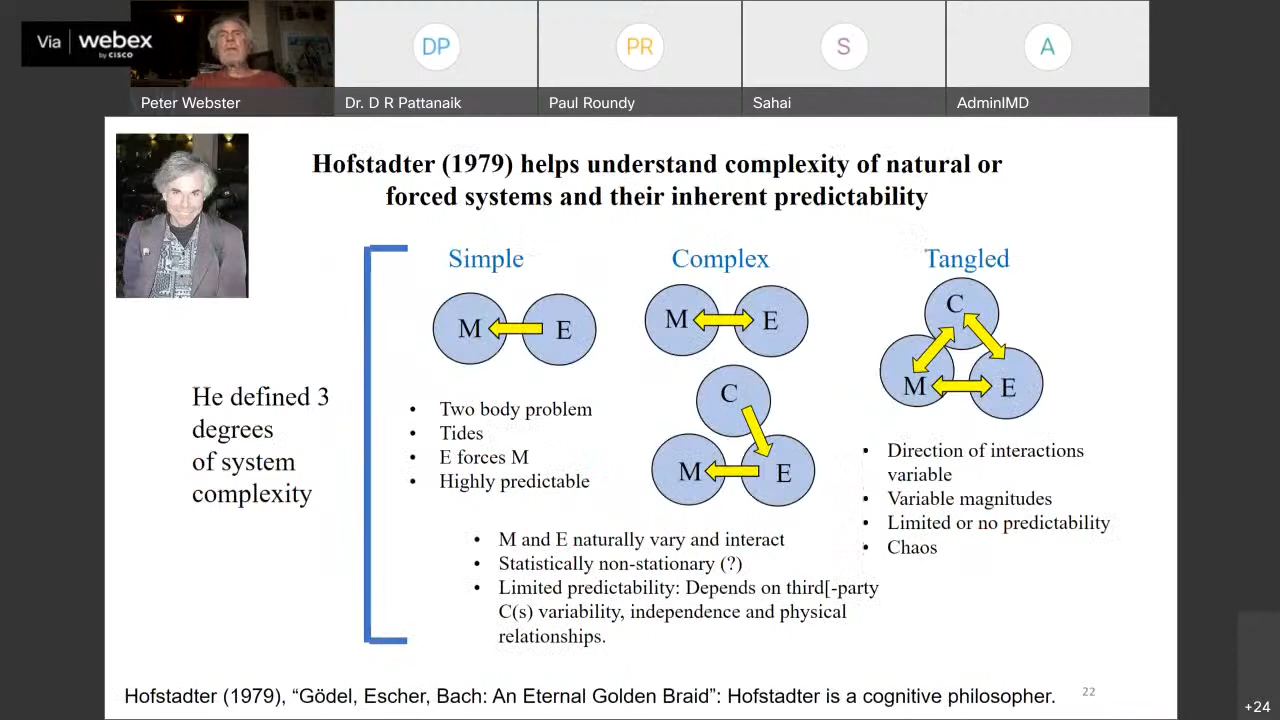 Via webex
by CISCO
DP
PR
S
A
Peter Webster
Dr. D R Pattanaik
Paul Roundy
Sahai
AdminIMD
Hofstadter (1979) helps understand complexity of natural or
forced systems and their inherent predictability
Simple
Complex
Tangled
M
E
M
E
C
M
E
C
M
E
He defined 3
degrees
of system
complexity
• Two body problem
• Tides
• E forces M
• Highly predictable
• Direction of interactions
variable
• Variable magnitudes
• Limited or no predictability
• Chaos
• M and E naturally vary and interact
• Statistically non-stationary (?)
• Limited predictability: Depends on third[-party
C(s) variability, independence and physical
relationships.
Hofstadter (1979), “Gödel, Escher, Bach: An Eternal Golden Braid”: Hofstadter is a cognitive philosopher.
22
+24